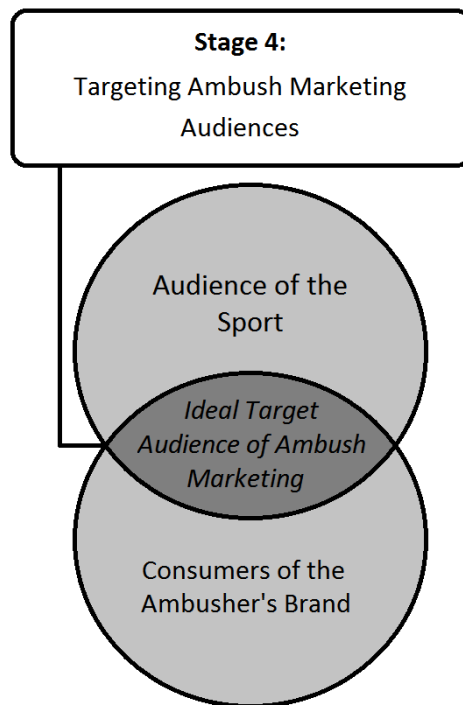 Stage 4:
Targeting Ambush Marketing
Audiences
Audience of the
Sport
Ideal Target
Audience of Ambush
Marketing
Consumers of the
Ambusher's Brand